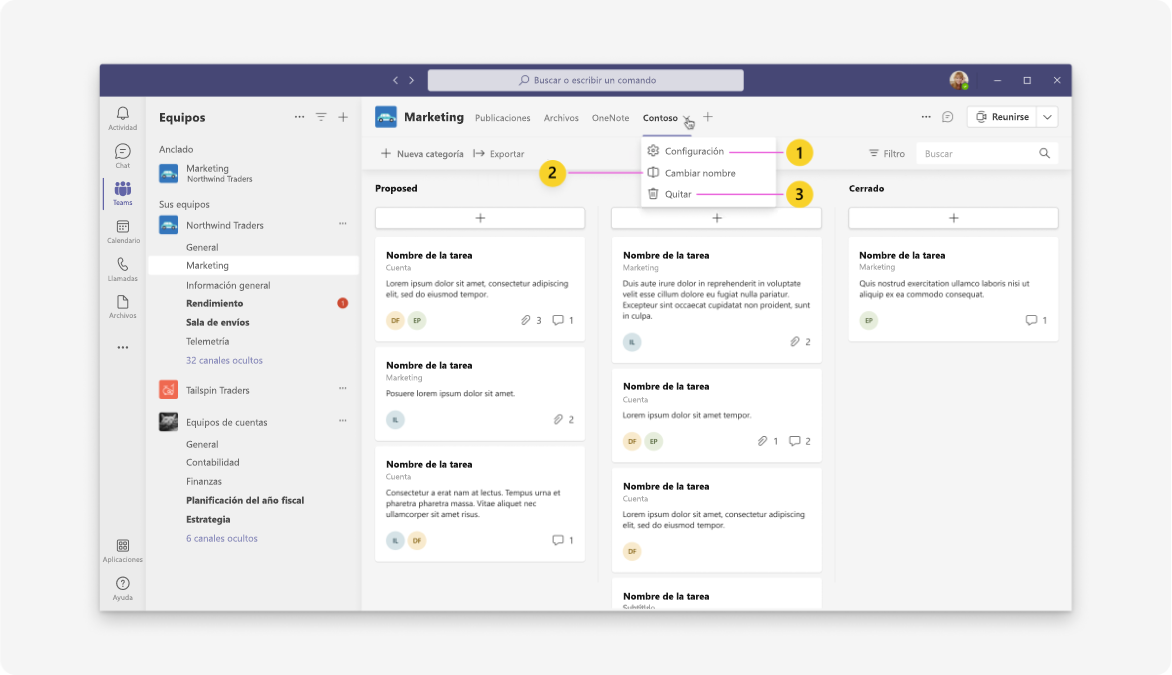 Buscar o escribir un comando
Actividad
Chat
Teams
Calendario
Llamadas
Archivos
Aplicaciones
Ayuda
Equipos
Anclado
Marketing
Northwind Traders
Sus equipos
Northwind Traders
General
Marketing
Información general
Rendimiento
1
Sala de envíos
Telemetría
32 canales ocultos
Tailspin Traders
Equipos de cuentas
General
Contabilidad
Finanzas
Planificación del año fiscal
Estrategia
6 canales ocultos
Marketing
Publicaciones
Archivos
OneNote
Contoso
Reunirse
Nueva categoría
Exportar
Filtro
Buscar
Configuración
1
2
Cambiar nombre
Quitar
3
Proposed
Nombre de la tarea
Cuenta
Lorem ipsum dolor sit amet, consectetur adipiscing
elit, sed do eiusmod tempor.
DF EP 3 1
Nombre de la tarea
Marketing
Posuere lorem ipsum dolor sit amet.
IL 2
Nombre de la tarea
Cuenta
Consectetur a erat nam at lectus. Tempus urna et
pharetra pharetra massa. Vitae aliquet nec
ullamcorper sit amet risus.
IL DF 1
Nombre de la tarea
Marketing
Duis aute irure dolor in reprehenderit in voluptate
velit esse cillum dolore eu fugiat nulla pariatur.
Excepteur sint occaecat cupidatat non proident, sunt
in culpa.
IL 2
Nombre de la tarea
Cuenta
Lorem ipsum dolor sit amet tempor.
DF EP 1 2
Nombre de la tarea
Cuenta
Lorem ipsum dolor sit amet, consectetur adipiscing
elit, sed do eiusmod tempor.
DF
Nombre de la tarea
Subtítulo
Cerrado
Nombre de la tarea
Marketing
Quis nostrud exercitation ullamco laboris nisi ut
aliquip ex ea commodo consequat.
EP 1